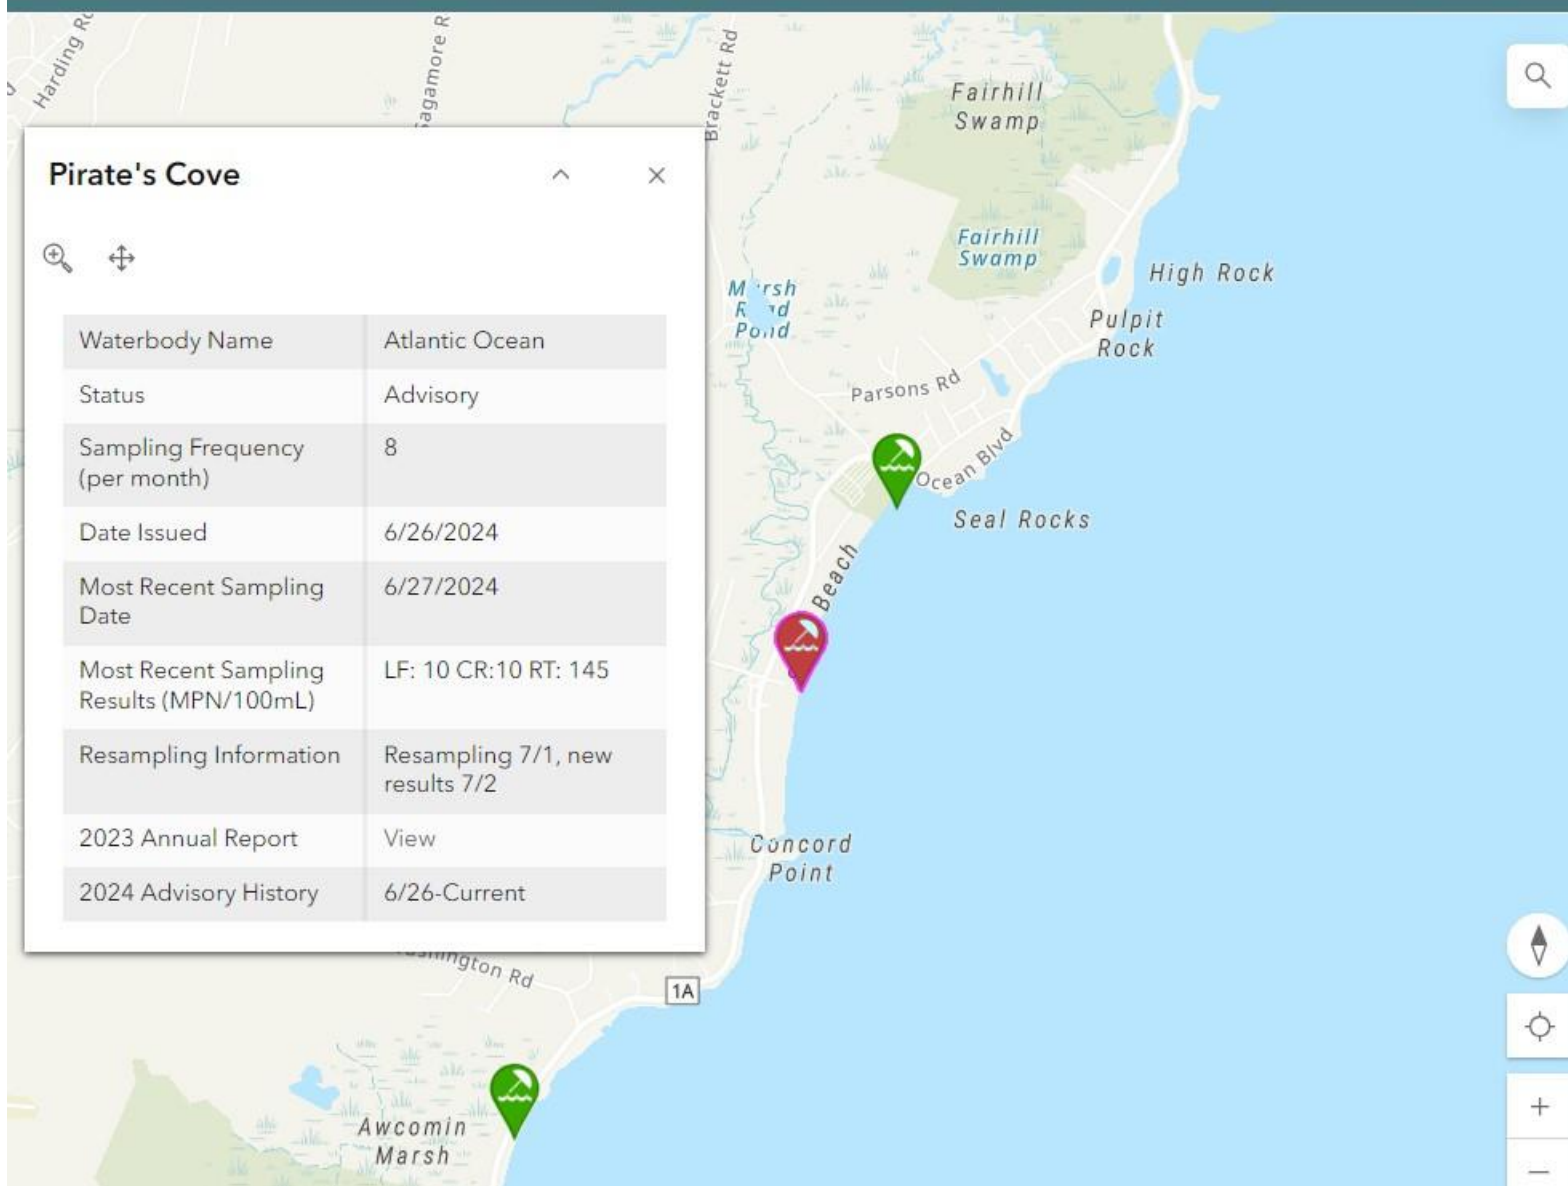 Harding Rd
Brackett Rd
Fairhill
Swamp
Pirate's Cove
Fairhill
Swamp
High Rock
Pulpit
Rock
Parsons Rd
Ocean Blvd
Seal Rocks
Beach
Waterbody Name Atlantic Ocean
Status Advisory
Sampling Frequency 8
(per month)
Date Issued 6/26/2024
Most Recent Sampling 6/27/2024
Date
Most Recent Sampling LF: 10 CR:10 RT: 145
Results (MPN/100mL)
Resampling Information Resampling 7/1, new
results 7/2
2023 Annual Report View
2024 Advisory History 6/26-Current
Concord
Point
Rd
1A
Awcomin
Marsh